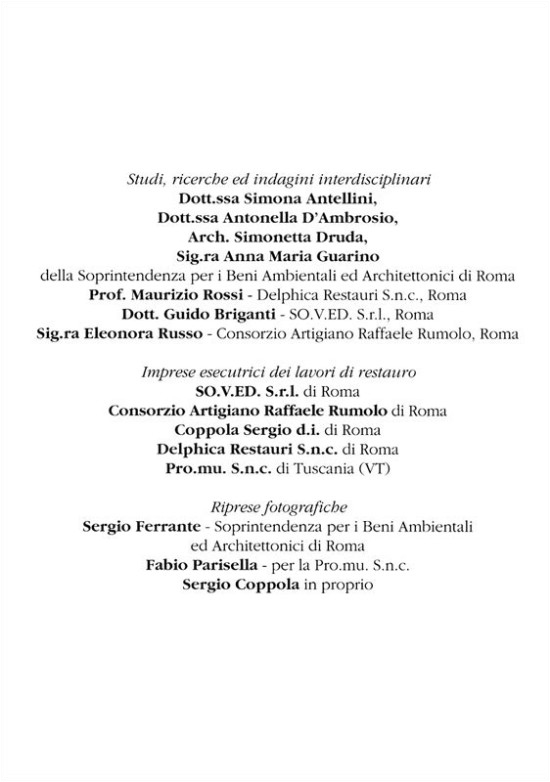 Studi, ricerche ed indagini interdisciplinari
Dott.ssa Simona Antellini,
Dott.ssa Antonella D'Ambrosio,
Arch. Simonetta Druda,
Sig.ra Anna Maria Guarino
della Soprintendenza per i Beni Ambientali ed Architettonici di Roma
Prof. Maurizio Rossi - Delphica Restauri S.n.c., Roma
Dott. Guido Briganti - SO.V.ED. S.r.l., Roma
Sig.ra Eleonora Russo - Consorzio Artigiano Raffaele Rumolo, Roma
Imprese esecutrici dei lavori di restauro
SO.V.ED. S.r.l. di Roma
Consorzio Artigiano Raffaele Rumolo di Roma
Coppola Sergio d.i. di Roma
Delphica Restauri S.n.c. di Roma
Pro.mu. S.n.c. di Tuscania (VT)
Riprese fotografiche
Sergio Ferrante - Soprintendenza per i Beni Ambientali
ed Architettonici di Roma
Fabio Parisella - per la Pro.mu. S.n.c.
Sergio Coppola in proprio